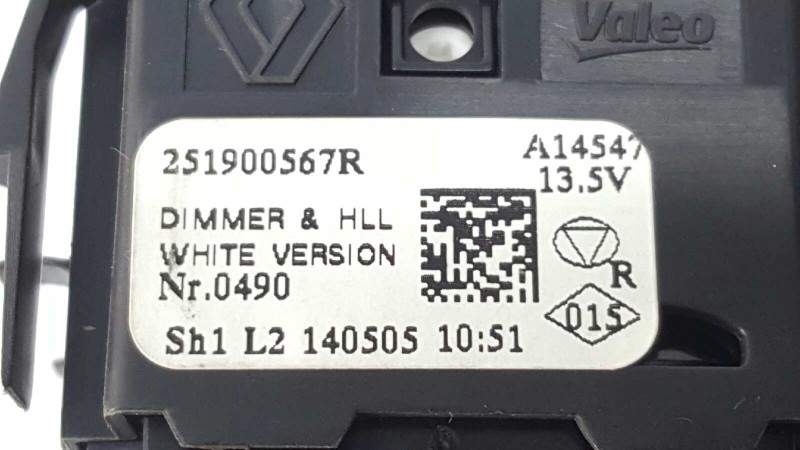 Valeo
251900567R
A14547
13.5V
DIMMER & HLL
WHITE VERSION
Nr.0490
R
015
Sh1 L2 140505 10:51